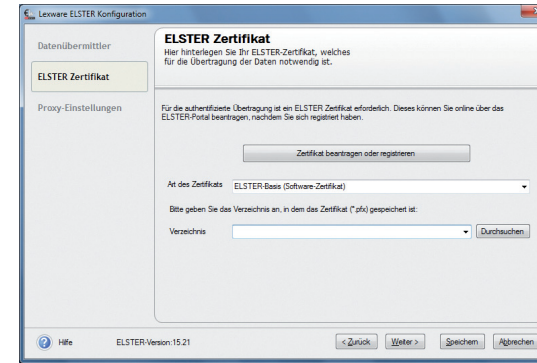 Lexware ELSTER Konfiguration
Datenübermittler
ELSTER Zertifikat
Proxy-Einstellungen
ELSTER Zertifikat
Hier hinterlegen Sie Ihr ELSTER-Zertifikat, welches
für die Übertragung der Daten notwendig ist.
Für die authentifizierte Übertragung ist ein ELSTER Zertifikat erforderlich. Dieses können Sie online über das
ELSTER-Portal beantragen, nachdem Sie sich registriert haben.
Zertifikat beantragen oder registrieren
Art des Zertifikats ELSTER-Basis (Software-Zertifikat)
Bitte geben Sie das Verzeichnis an, in dem das Zertifikat (*.pfx) gespeichert ist:
Verzeichnis Durchsuchen
Hilfe ELSTER-Version:15.21 < Zurück Weiter > Speichern Abbrechen